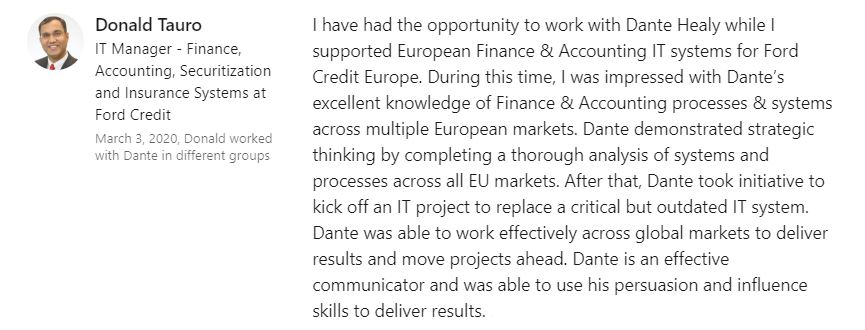 Donald Tauro
IT Manager - Finance,
Accounting, Securitization
and Insurance Systems at
Ford Credit
March 3, 2020, Donald worked
with Dante in different groups
I have had the opportunity to work with Dante Healy while I
supported European Finance & Accounting IT systems for Ford
Credit Europe. During this time, I was impressed with Dante's
excellent knowledge of Finance & Accounting processes & systems
across multiple European markets. Dante demonstrated strategic
thinking by completing a thorough analysis of systems and
processes across all EU markets. After that, Dante took initiative to
kick off an IT project to replace a critical but outdated IT system.
Dante was able to work effectively across global markets to deliver
results and move projects ahead. Dante is an effective
communicator and was able to use his persuasion and influence
skills to deliver results.